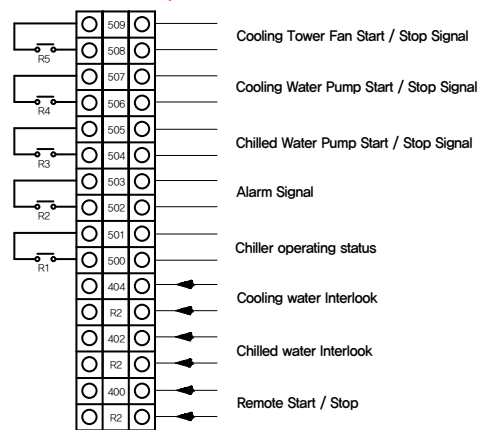 509
Cooling Tower Fan Start / Stop Signal
508
R5
507
Cooling Water Pump Start / Stop Signal
506
R4
505
Chilled Water Pump Start / Stop Signal
504
R3
503
Alarm Signal
502
R2
501
Chiller operating status
500
R1
404
Cooling water Interlook
R2
402
Chilled water Interlook
R2
400
Remote Start / Stop
R2